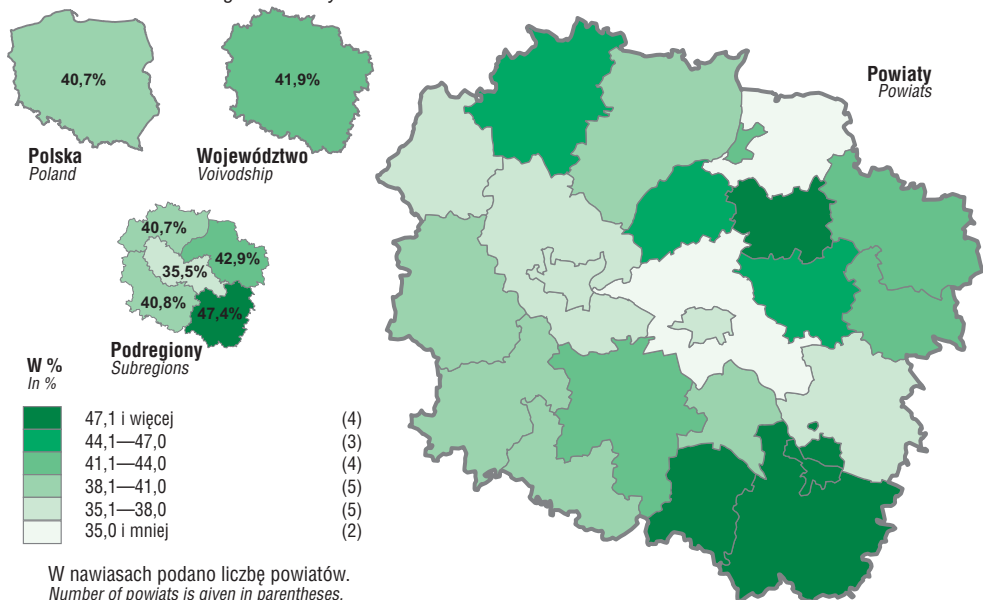 40,7%
Polska
Poland
41,9%
Województwo
Voivodship
Powiaty
Powiats
40,7%
42,9%
35,5%
40,8%
47,4%
Podregiony
Subregions
W %
In %
47,1 i więcej (4)
44,1—47,0 (3)
41,1—44,0 (4)
38,1—41,0 (5)
35,1—38,0 (5)
35,0 i mniej (2)
W nawiasach podano liczbę powiatów.
Number of powiats is given in parentheses.